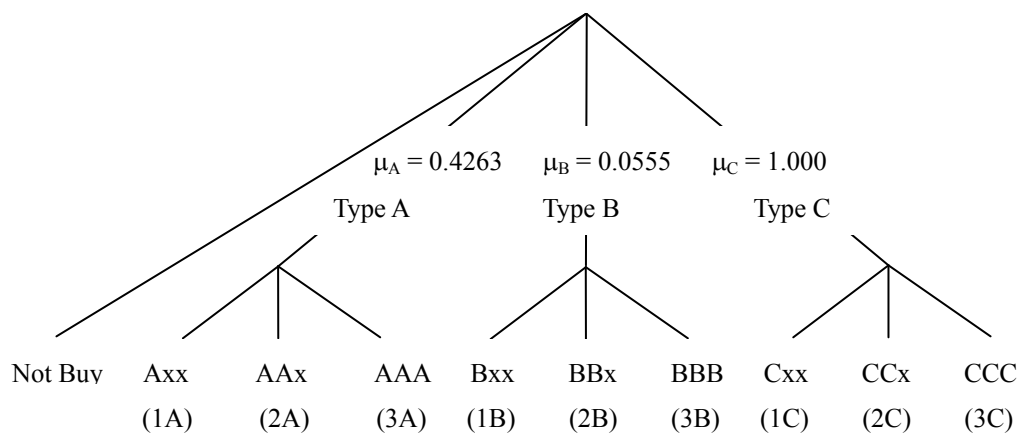 μA = 0.4263 μB = 0.0555 μC = 1.000
Type A Type B Type C
Not Buy Axx AAx AAA Bxx BBx BBB Cxx CCx CCC
(1A) (2A) (3A) (1B) (2B) (3B) (1C) (2C) (3C)